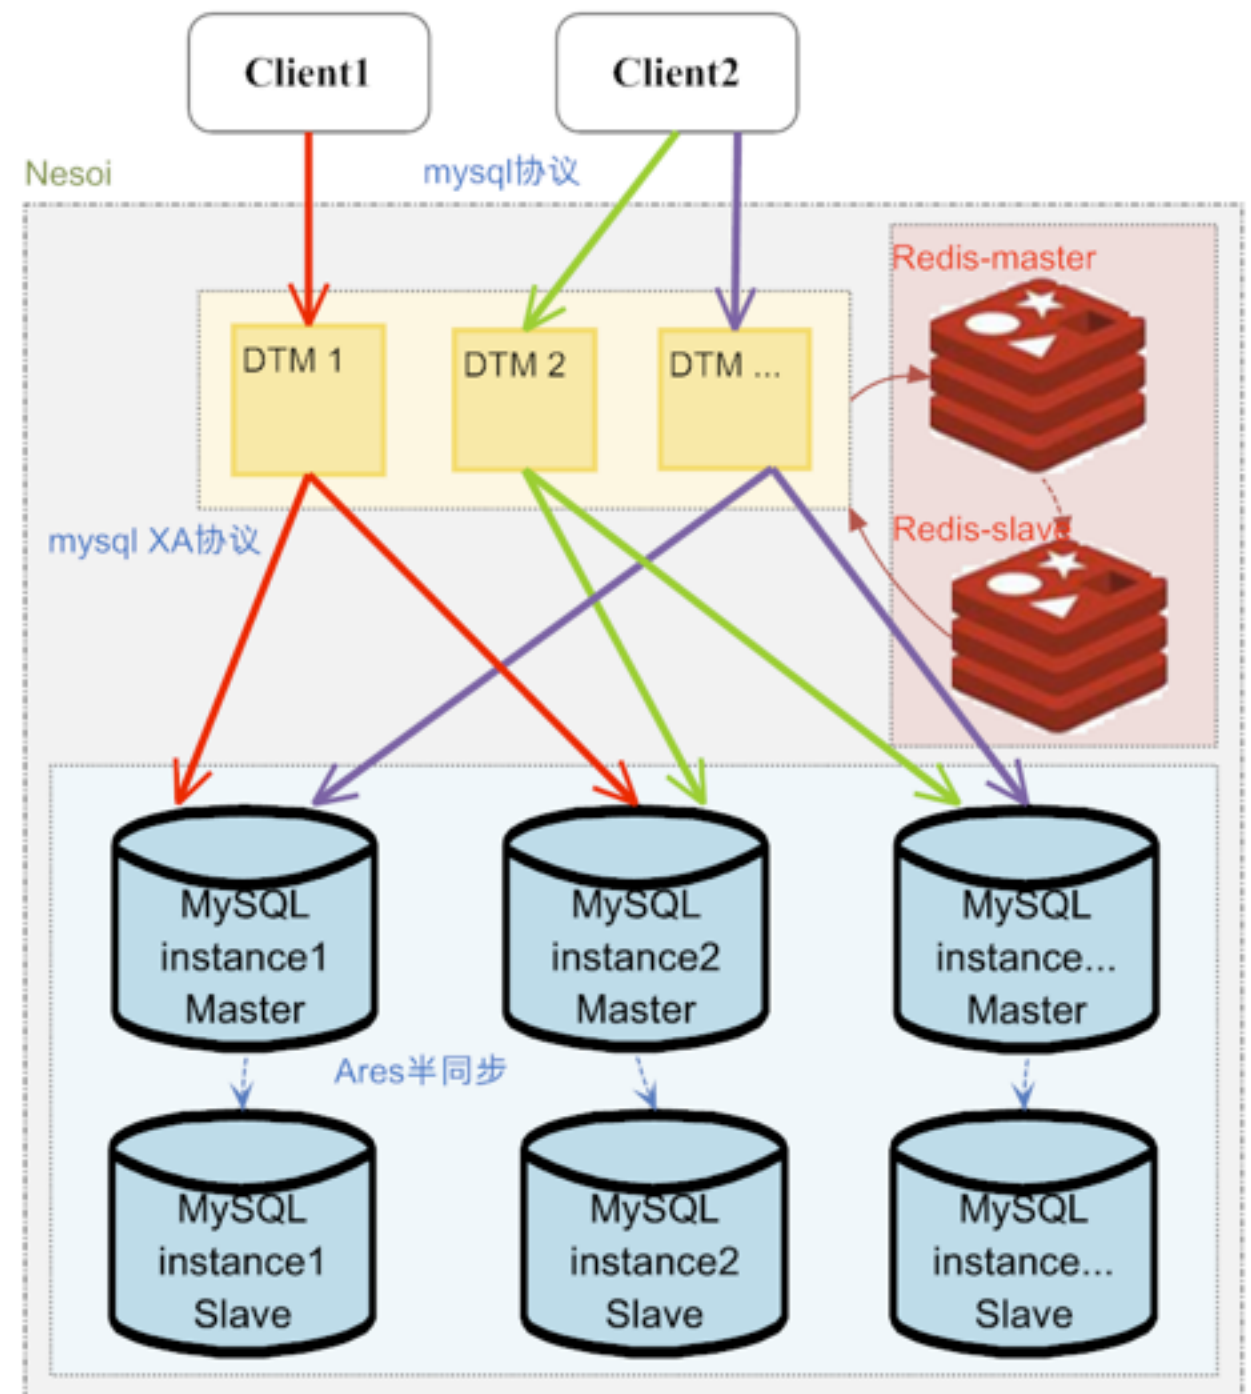 Client1
Client2
Nesoi
mysql协议
Redis-master
DTM 1
DTM 2
DTM ...
mysql XA协议
Redis-slave
MySQL
instance1
Master
MySQL
instance2
Master
MySQL
instance...
Master
Ares半同步
MySQL
instance1
Slave
MySQL
instance2
Slave
MySQL
instance...
Slave